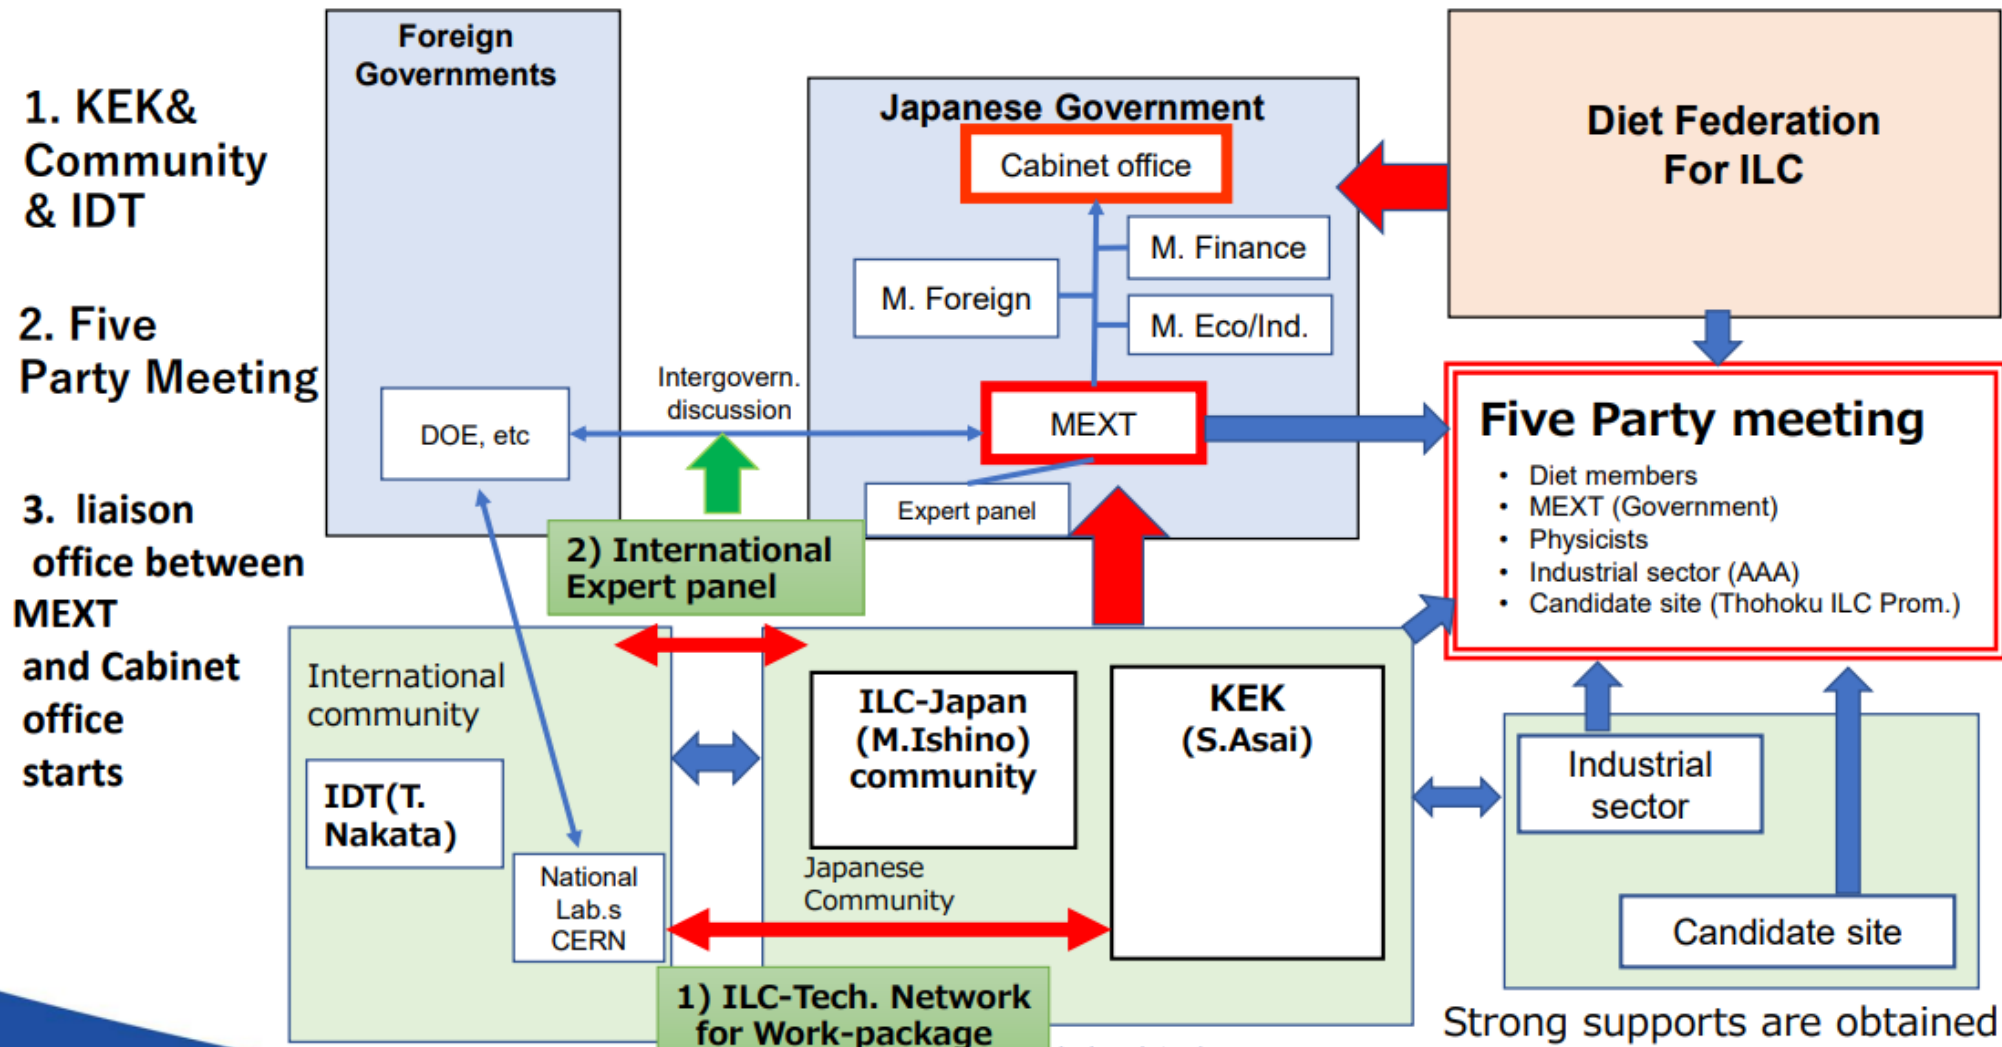 1. KEK&
Community
& IDT
2. Five
Party Meeting
3. liaison
office between
MEXT
and Cabinet
office
starts
Foreign
Governments
DOE, etc
Intergovern.
discussion
Japanese Government
Cabinet office
M. Finance
M. Foreign
M. Eco/Ind.
MEXT
Expert panel
Diet Federation
For ILC
Five Party meeting
• Diet members
• MEXT (Government)
• Physicists
• Industrial sector (AAA)
• Candidate site (Thohoku ILC Prom.)
2) International
Expert panel
International
community
IDT(T.
Nakata)
National
Lab.s
CERN
ILC-Japan
(M.Ishino)
community
Japanese
Community
KEK
(S.Asai)
Industrial
sector
Candidate site
1) ILC-Tech. Network
for Work-package
Strong supports are obtained